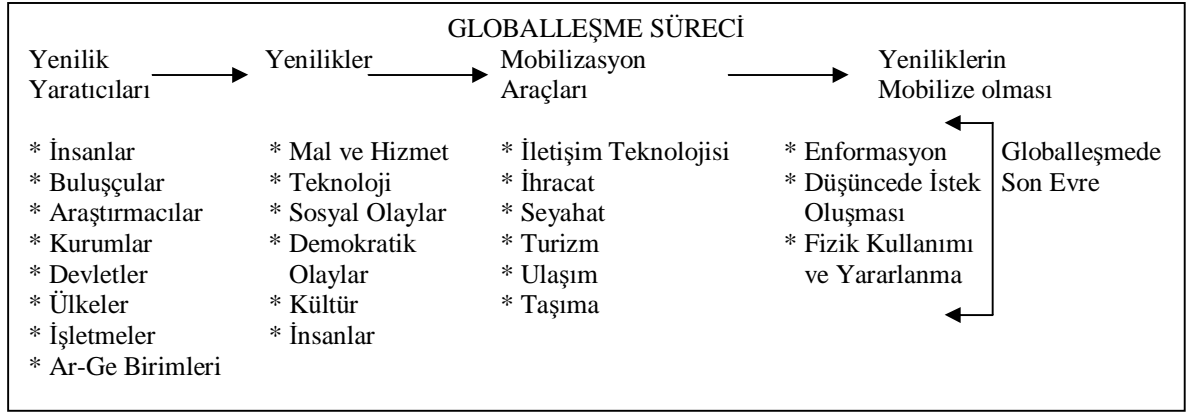 GLOBALLEŞME SÜRECİ
Yenilik Yaratıcıları
Yenilikler
Mobilizasyon Araçları
Yeniliklerin Mobilize olması
* İnsanlar
* Buluşçular
* Araştırmacılar
* Kurumlar
* Devletler
* Ülkeler
* İşletmeler
* Ar-Ge Birimleri
* Mal ve Hizmet
* Teknoloji
* Sosyal Olaylar
* Demokratik
Olaylar
* Kültür
* İnsanlar
* İletişim Teknolojisi
* İhracat
* Seyahat
* Turizm
* Ulaşım
* Taşıma
* Enformasyon
* Düşüncede İstek
Oluşması
* Fizik Kullanımı
ve Yararlanma
Globalleşmede
Son Evre